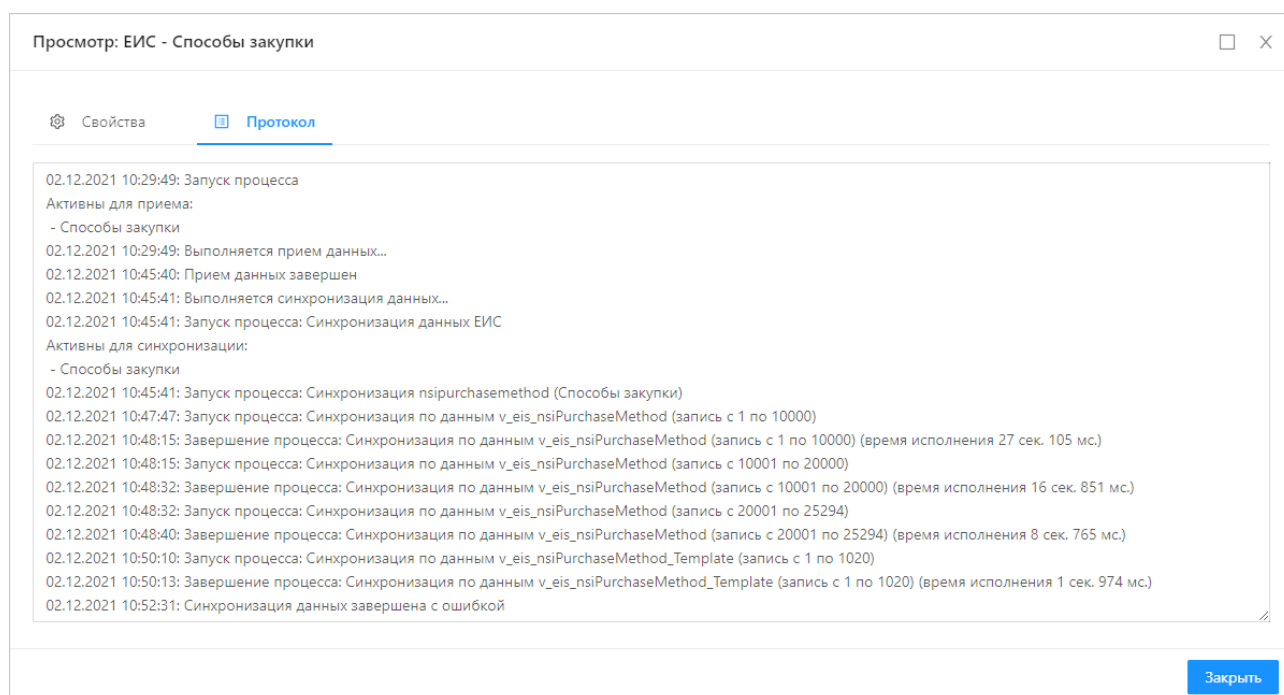 Просмотр: ЕИС - Способы закупки
Свойства
Протокол
02.12.2021 10:29:49: Запуск процесса
Активны для приема:
- Способы закупки
02.12.2021 10:29:49: Выполняется прием данных...
02.12.2021 10:45:40: Прием данных завершен
02.12.2021 10:45:41: Выполняется синхронизация данных...
02.12.2021 10:45:41: Запуск процесса: Синхронизация данных ЕИС
Активны для синхронизации:
- Способы закупки
02.12.2021 10:45:41: Запуск процесса: Синхронизация nsipurchasemethod (Способы закупки)
02.12.2021 10:47:47: Запуск процесса: Синхронизация по данным v_eis_nsiPurchaseMethod (запись с 1 по 10000)
02.12.2021 10:48:15: Завершение процесса: Синхронизация по данным v_eis_nsiPurchaseMethod (запись с 1 по 10000) (время исполнения 27 сек. 105 мс.)
02.12.2021 10:48:15: Запуск процесса: Синхронизация по данным v_eis_nsiPurchaseMethod (запись с 10001 по 20000)
02.12.2021 10:48:32: Завершение процесса: Синхронизация по данным v_eis_nsiPurchaseMethod (запись с 10001 по 20000) (время исполнения 16 сек. 851 мс.)
02.12.2021 10:48:32: Запуск процесса: Синхронизация по данным v_eis_nsiPurchaseMethod (запись с 20001 по 25294)
02.12.2021 10:48:40: Завершение процесса: Синхронизация по данным v_eis_nsiPurchaseMethod (запись с 20001 по 25294) (время исполнения 8 сек. 765 мс.)
02.12.2021 10:50:10: Запуск процесса: Синхронизация по данным v_eis_nsiPurchaseMethod_Template (запись с 1 по 1020)
02.12.2021 10:50:13: Завершение процесса: Синхронизация по данным v_eis_nsiPurchaseMethod_Template (запись с 1 по 1020) (время исполнения 1 сек. 974 мс.)
02.12.2021 10:52:31: Синхронизация данных завершена с ошибкой
Закрыть